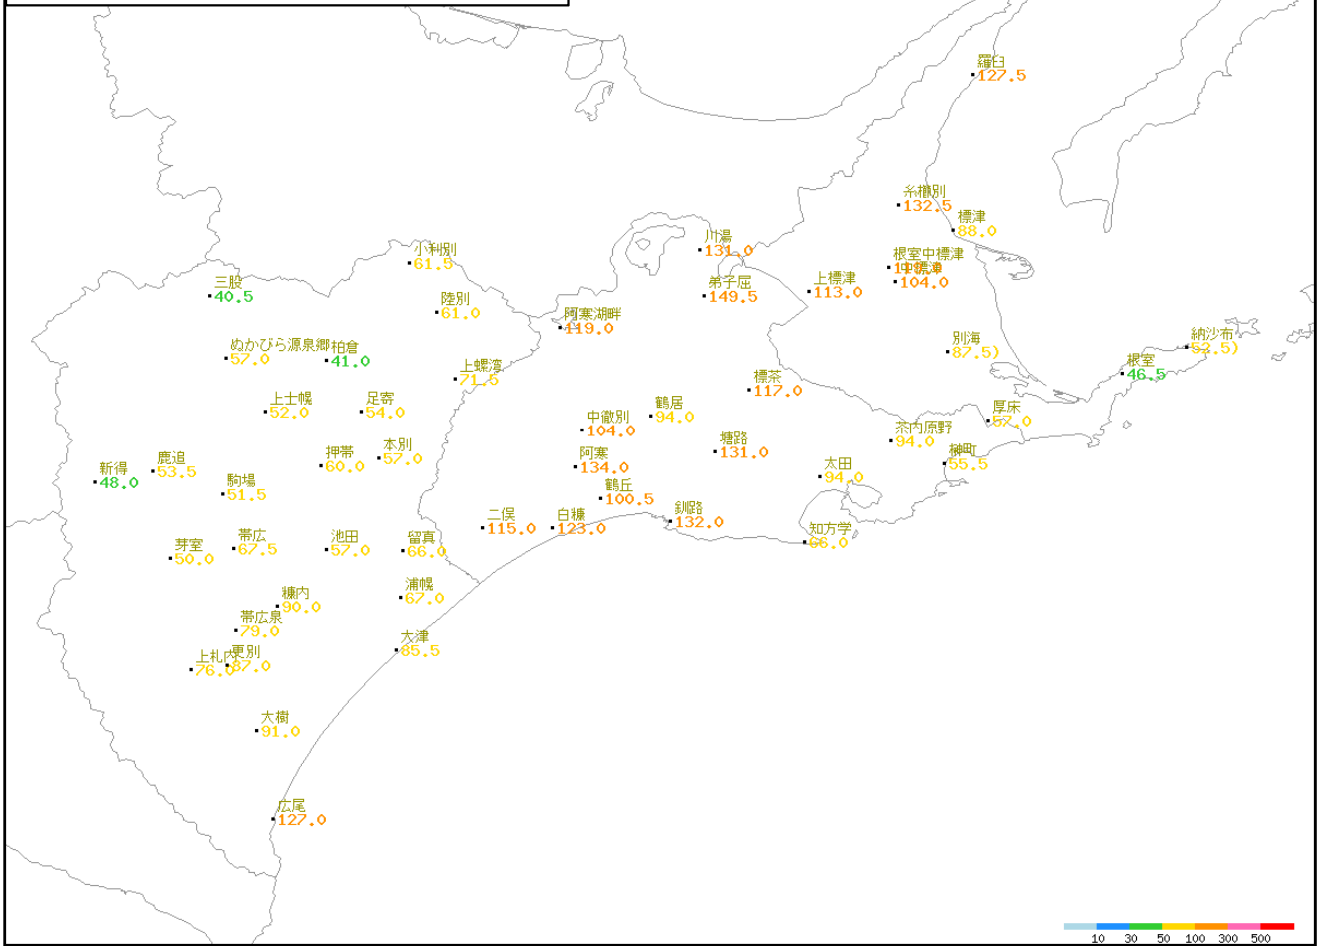 羅臼
127.5
糸櫛別
132.5
標津
88.0
川湯
131.0
根室中標津
中標津
104.0
小利別
61.5
弟子屈
149.5
上標津
113.0
三股
40.5
陸別
61.0
阿寒湖畔
119.0
ぬかびら源泉郷
57.0
柏倉
41.0
別海
87.5)
納沙布
52.5)
根室
46.5
上螺湾
71.5
標茶
117.0
上士幌
52.0
足寄
54.0
鶴居
94.0
厚床
57.0
中徹別
104.0
茶内原野
94.0
塘路
131.0
本別
57.0
押帯
60.0
鹿追
53.5
新得
48.0
阿寒
134.0
太田
94.0
榊町
55.5
駒場
51.5
鶴丘
100.5
二俣
115.0
白糠
123.0
釧路
132.0
知方学
66.0
芽室
50.0
帯広
67.5
池田
57.0
留真
66.0
浦幌
67.0
糠内
90.0
帯広泉
79.0
大津
85.5
上札内
76.0
更別
87.0
大樹
91.0
広尾
127.0
10 30 50 100 300 500